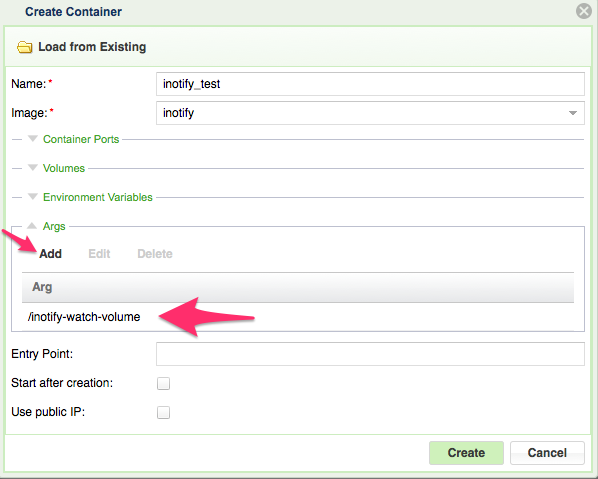 Create Container
Load from Existing
Name: *
inotify_test
Image: *
inotify
Container Ports
Volumes
Environment Variables
Args
Add Edit Delete
Arg
/inotify-watch-volume
Entry Point:
Start after creation:
Use public IP:
Create Cancel